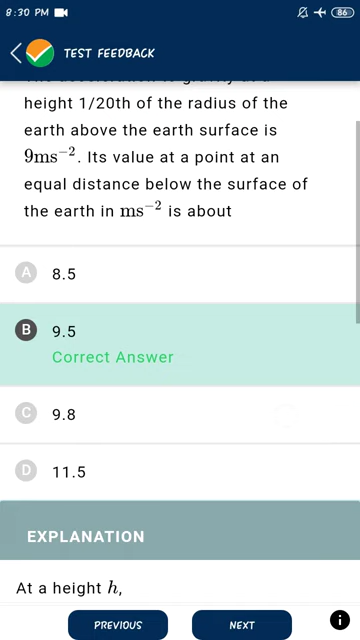 8:30 PM
86
TEST FEEDBACK
height 1/20th of the radius of the
earth above the earth surface is
9ms⁻². Its value at a point at an
equal distance below the surface of
the earth in ms⁻² is about
A 8.5
B 9.5
Correct Answer
C 9.8
D 11.5
EXPLANATION
At a height h,
PREVIOUS
NEXT